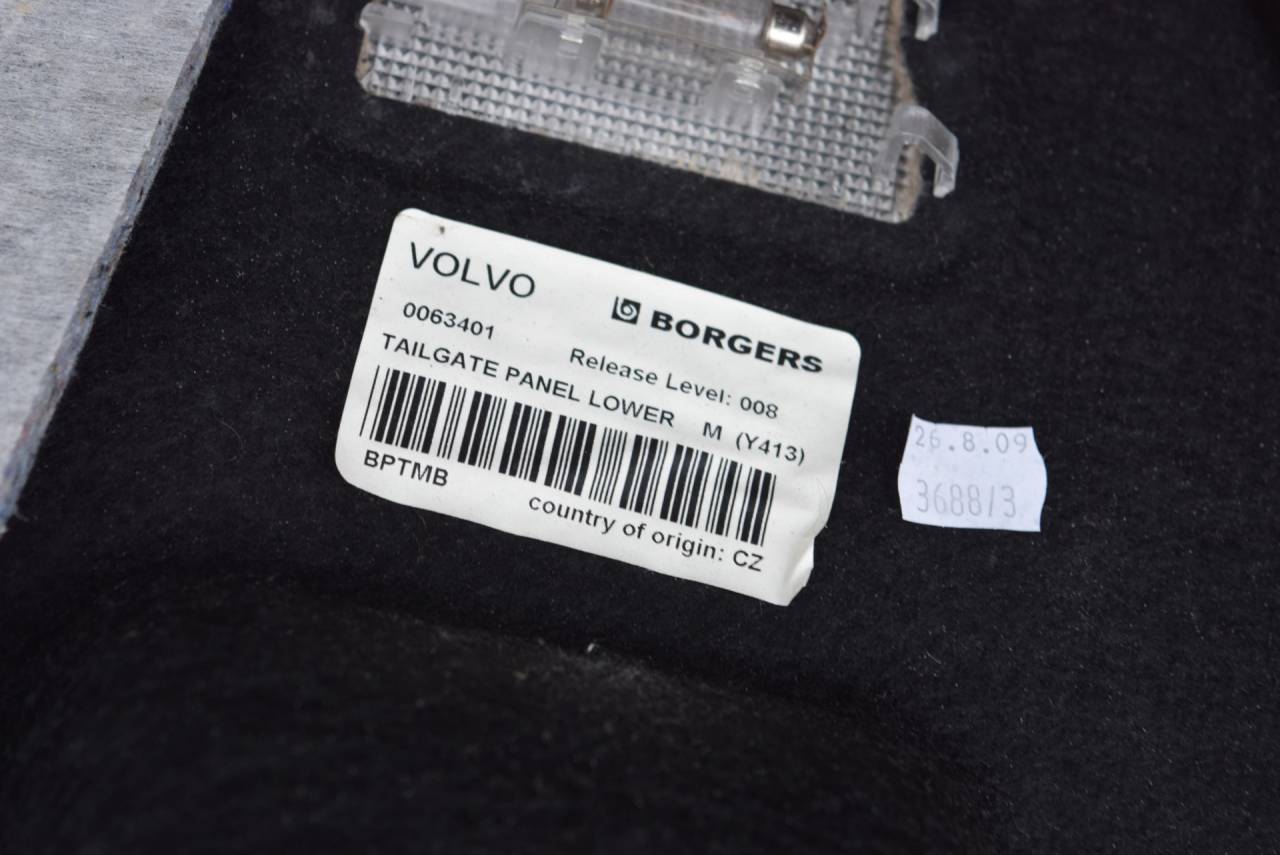 VOLVO
BORGERS
0063401
Release Level: 008
TAILGATE PANEL LOWER M (Y413)
BPTMB
country of origin: CZ
26.8.09
3688/3